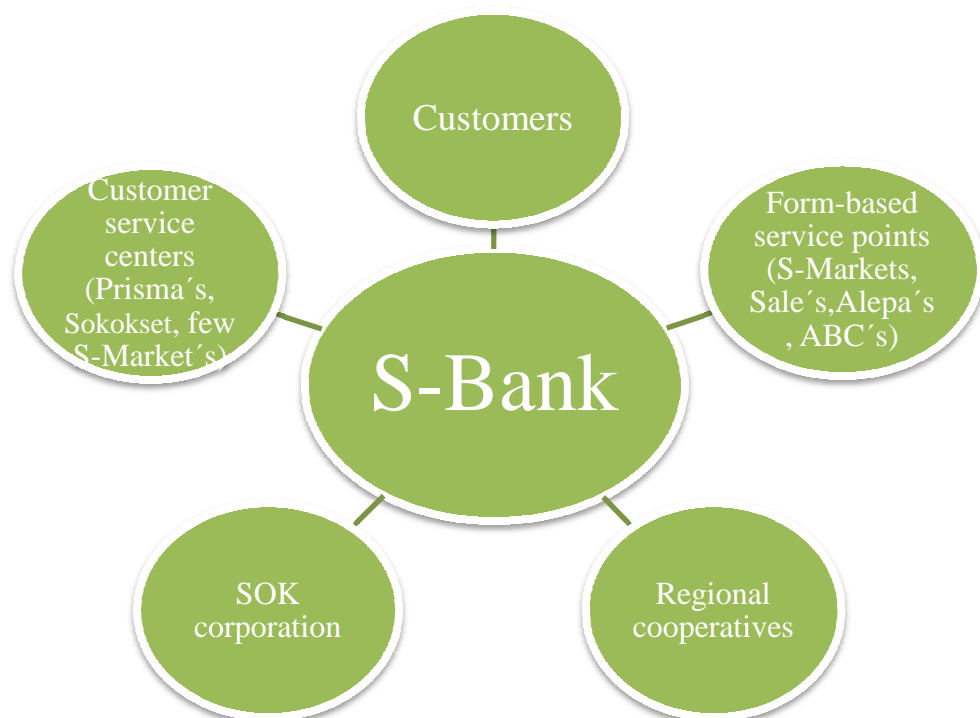 Customers
Customer
service
centers
(Prisma´s,
Sokokset, few
S-Market´s)
Form-based
service points
(S-Markets,
Sale´s,Alepa´s
, ABC´s)
S-Bank
SOK
corporation
Regional
cooperatives